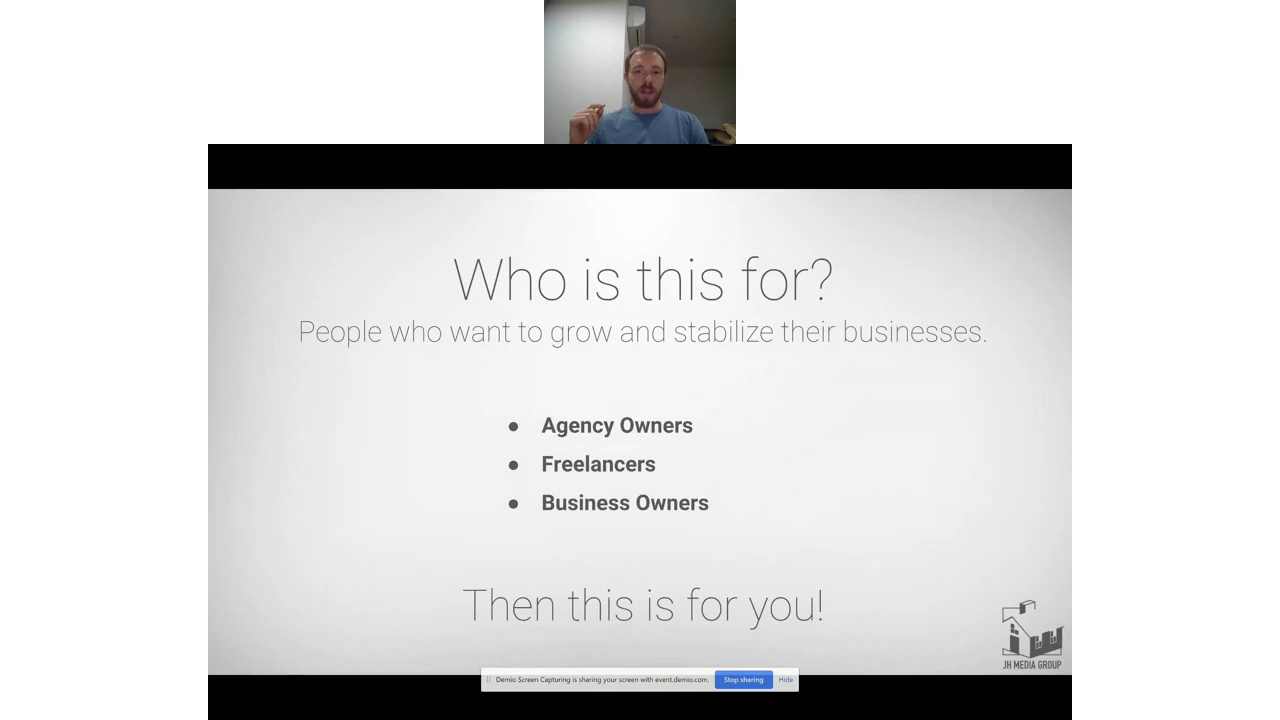 Who is this for?
People who want to grow and stabilize their businesses.
● Agency Owners
● Freelancers
● Business Owners
Then this is for you!
JH MEDIA GROUP
Demio Screen Capturing is sharing your screen with event.demio.com. Stop sharing Hide